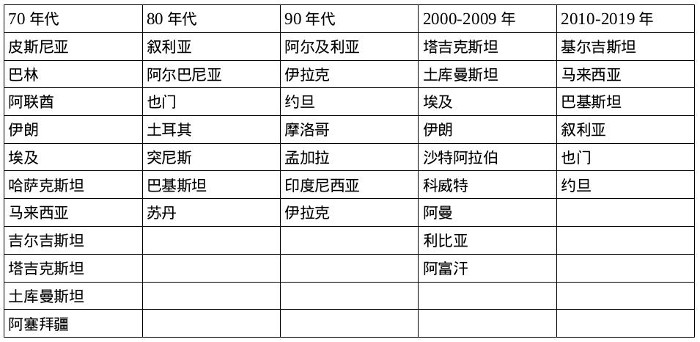 70 年代 80 年代 90 年代 2000-2009 年 2010-2019 年
皮斯尼亚 叙利亚 阿尔及利亚 塔吉克斯坦 基尔吉斯坦
巴林 阿尔巴尼亚 伊拉克 土库曼斯坦 马来西亚
阿联酋 也门 约旦 埃及 巴基斯坦
伊朗 土耳其 摩洛哥 伊朗 叙利亚
埃及 突尼斯 孟加拉 沙特阿拉伯 也门
哈萨克斯坦 巴基斯坦 印度尼西亚 科威特 约旦
马来西亚 苏丹 伊拉克 阿曼
吉尔吉斯坦 利比亚
塔吉克斯坦 阿富汗
土库曼斯坦
阿塞拜疆